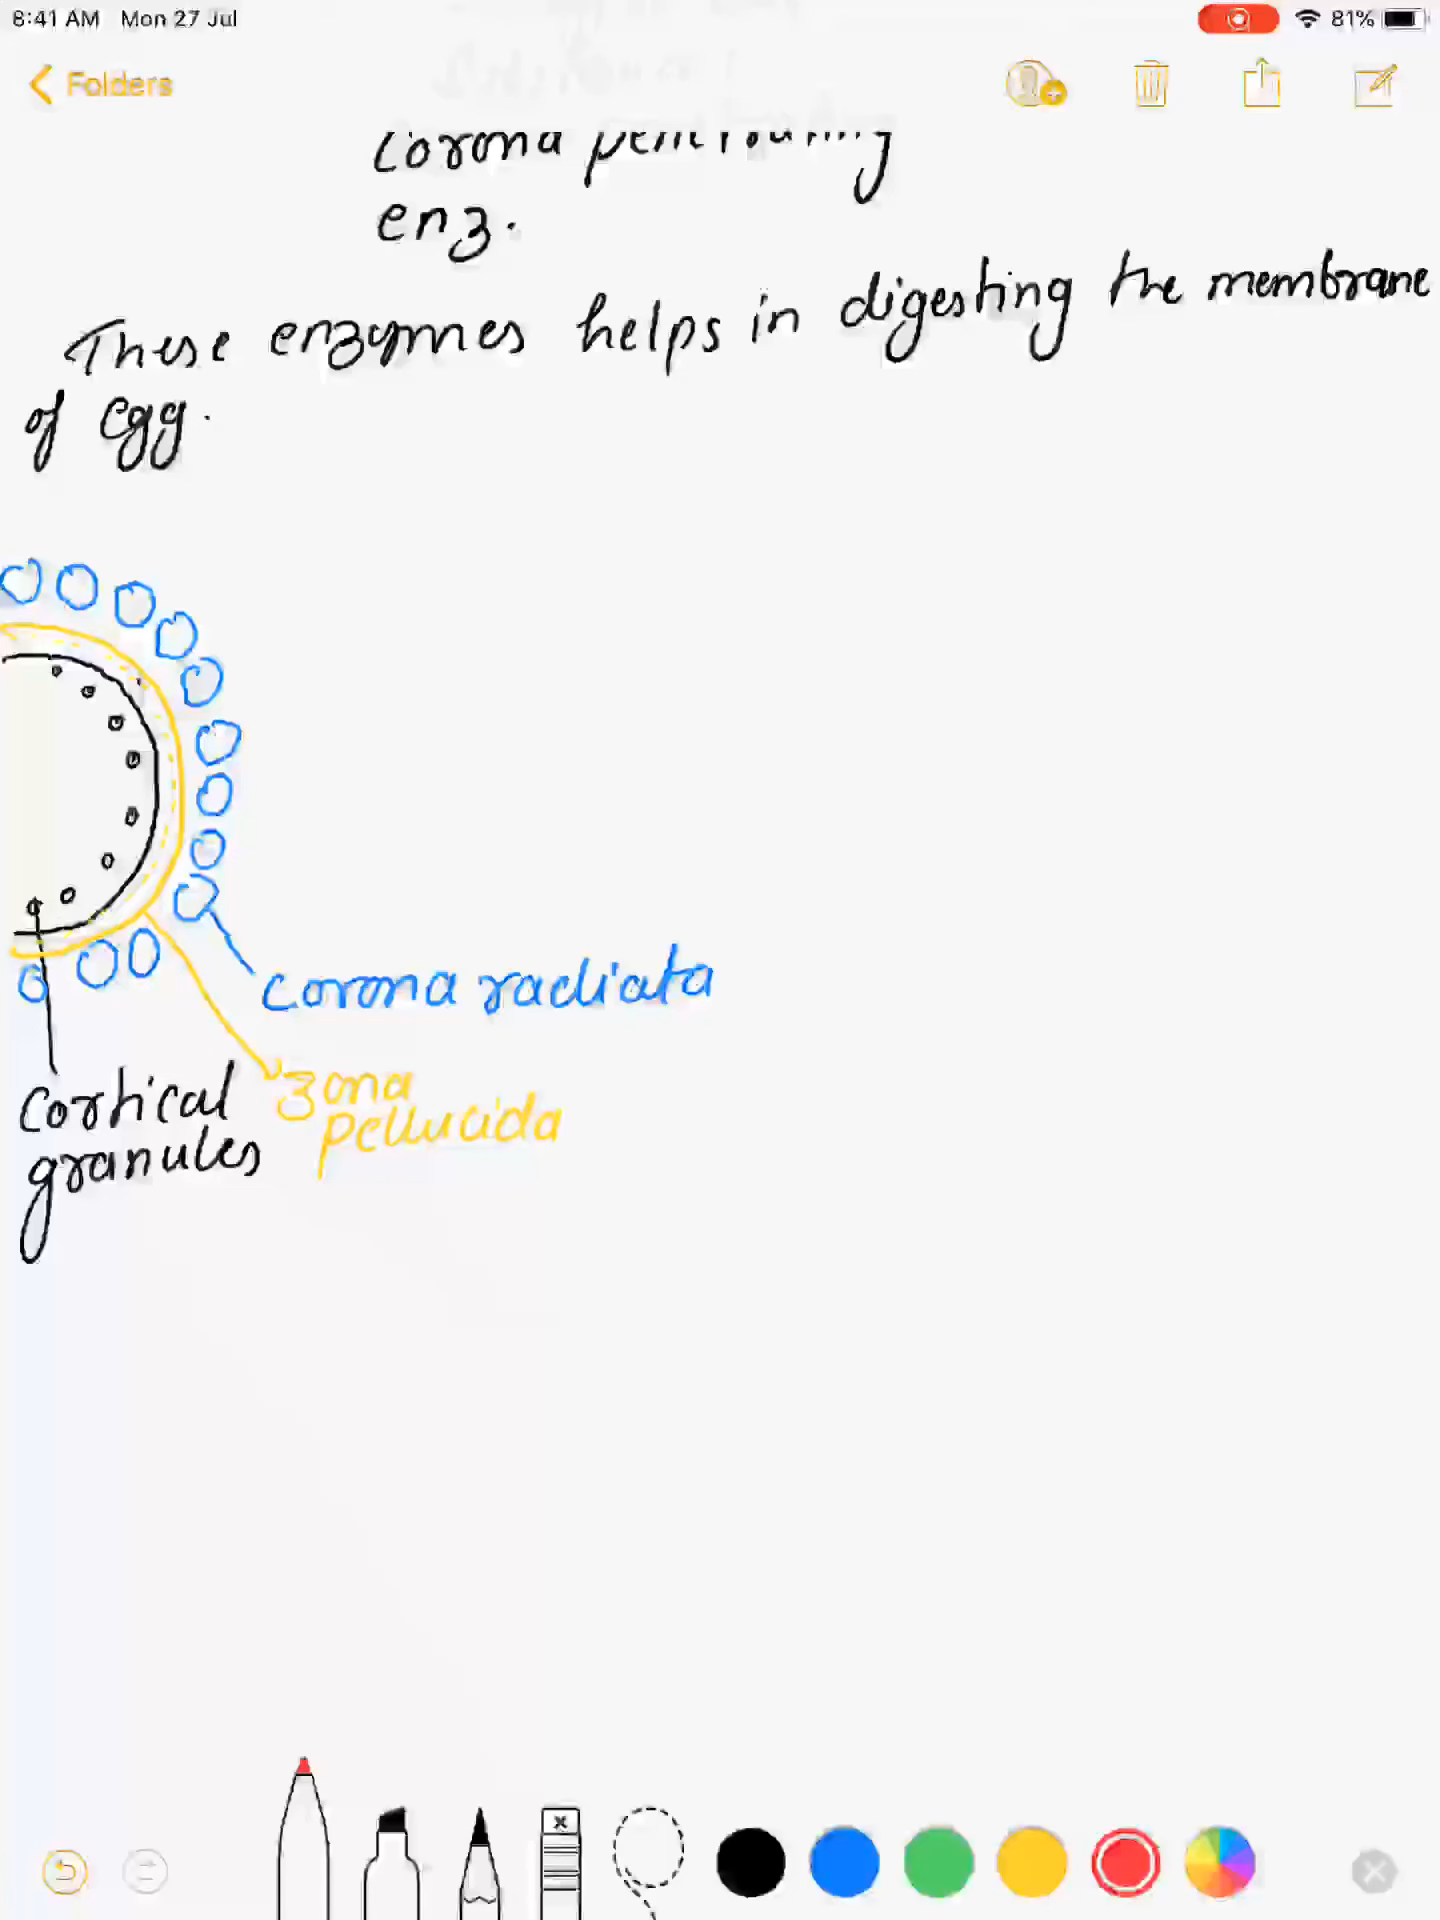 8:41 AM Mon 27 Jul
81%
Folders
corona penetrating
enz.
These enzymes helps in digesting the membrane
of egg.
corona radiata
zona
pellucida
cortical
granules